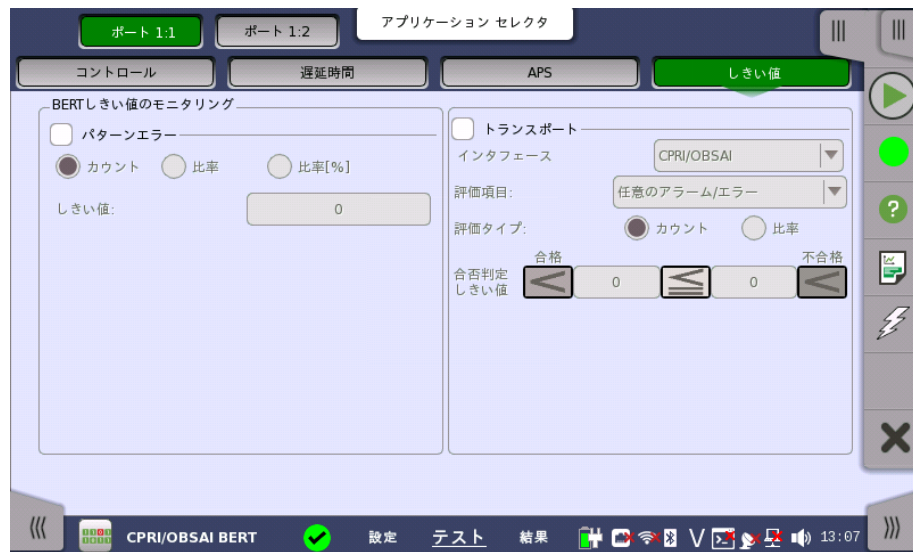 アプリケーション セレクタ
ポート 1:1
ポート 1:2
コントロール
遅延時間
APS
しきい値
BERTしきい値のモニタリング
パターンエラー
カウント
比率
比率[%]
しきい値:
0
トランスポート
インタフェース
CPRI/OBSAI
評価項目:
任意のアラーム/エラー
評価タイプ:
カウント
比率
合格
不合格
合否判定
しきい値
<
0
≦
0
<
CPRI/OBSAI BERT
設定
テスト
結果
V
13:07